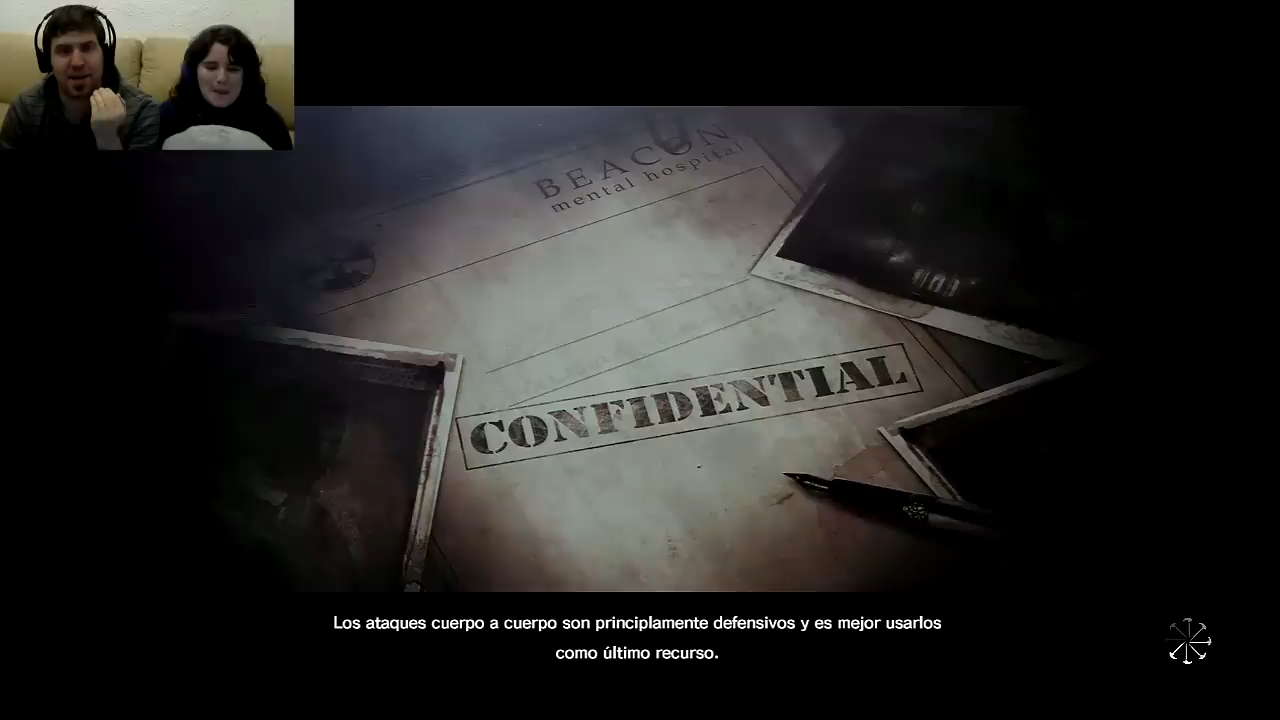 BEACON
mental hospital
CONFIDENTIAL
Los ataques cuerpo a cuerpo son principlamente defensivos y es mejor usarlos
como último recurso.